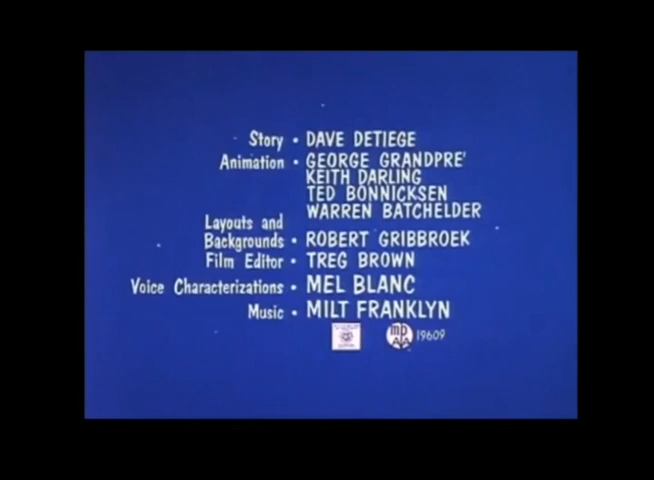 Story • DAVE DETIEGE
Animation • GEORGE GRANDPRE'
KEITH DARLING
TED BONNICKSEN
WARREN BATCHELDER
Layouts and
Backgrounds • ROBERT GRIBBROEK
Film Editor • TREG BROWN
Voice Characterizations • MEL BLANC
Music • MILT FRANKLYN
19609